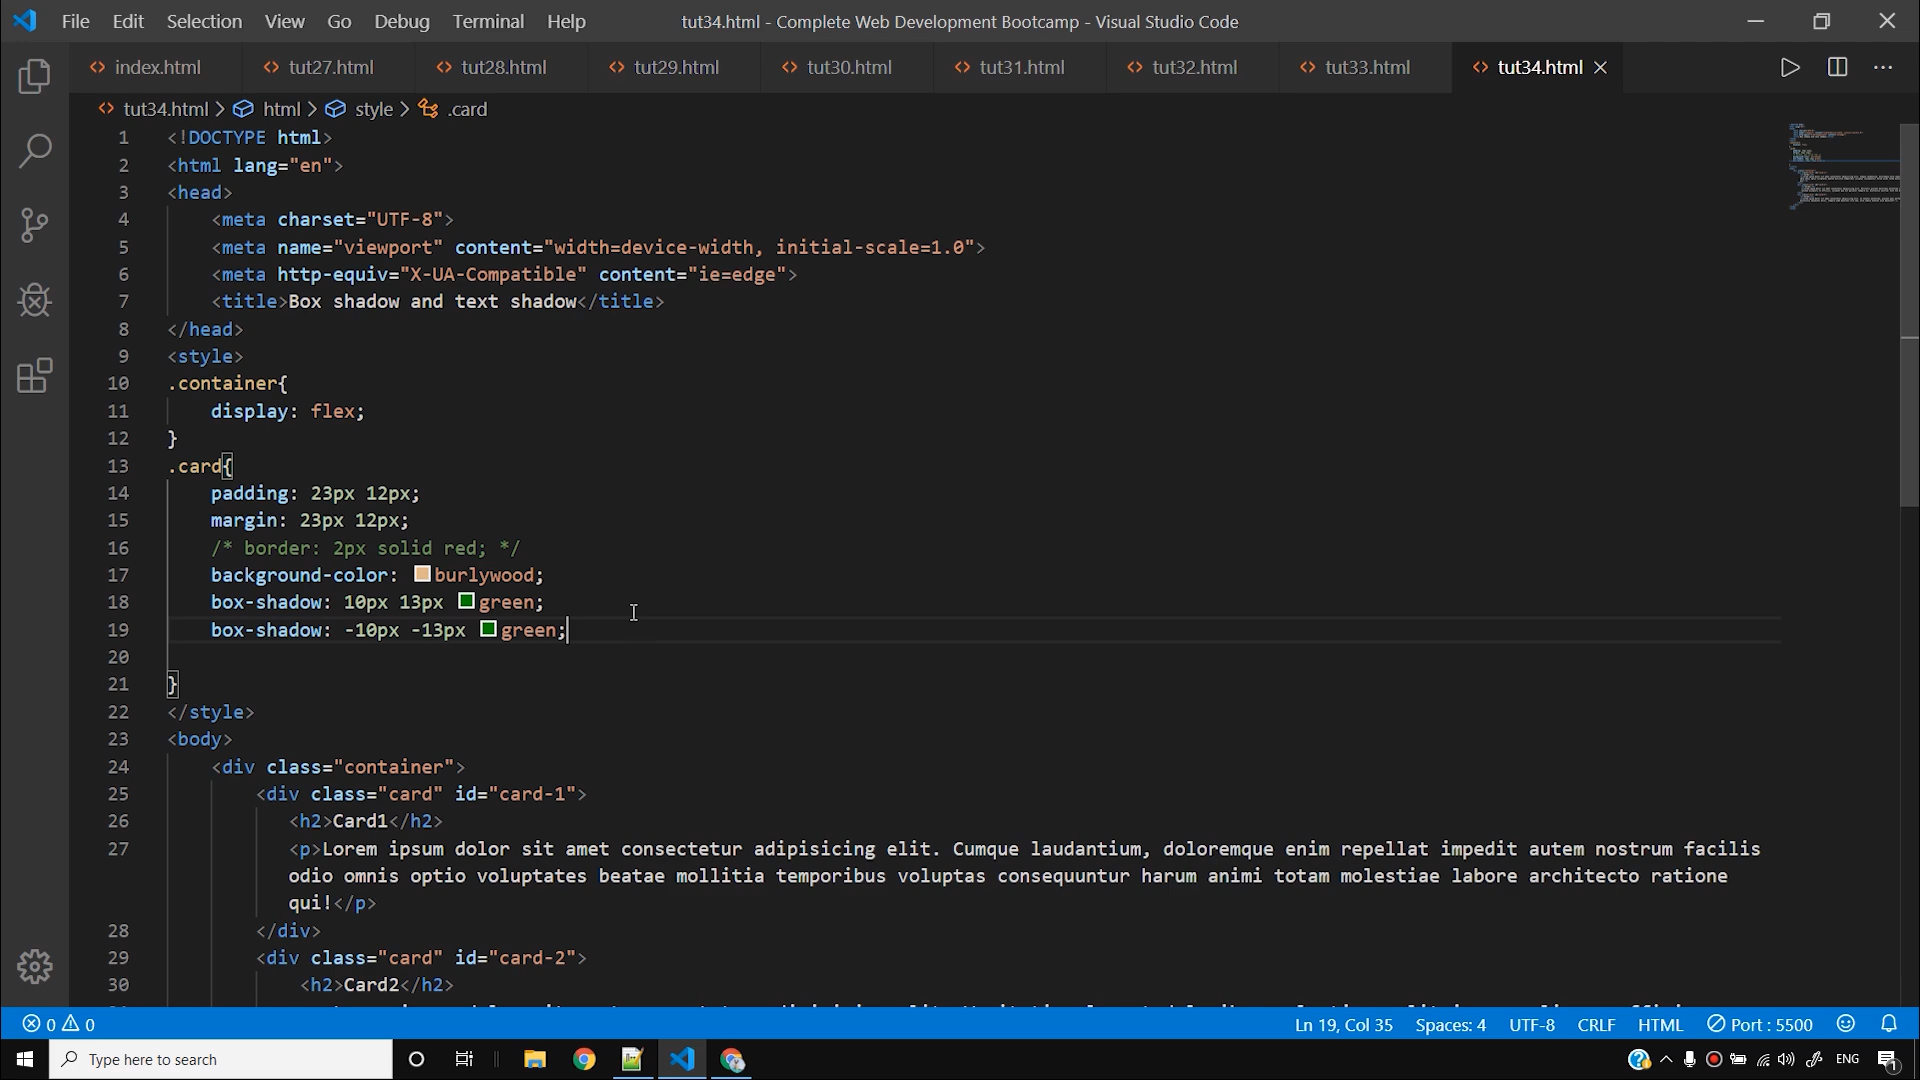 File Edit Selection View Go Debug Terminal Help tut34.html - Complete Web Development Bootcamp - Visual Studio Code
index.html tut27.html tut28.html tut29.html tut30.html tut31.html tut32.html tut33.html tut34.html
tut34.html > html > style > .card
1 <!DOCTYPE html>
2 <html lang="en">
3 <head>
4 <meta charset="UTF-8">
5 <meta name="viewport" content="width=device-width, initial-scale=1.0">
6 <meta http-equiv="X-UA-Compatible" content="ie=edge">
7 <title>Box shadow and text shadow</title>
8 </head>
9 <style>
10 .container{
11 display: flex;
12 }
13 .card{
14 padding: 23px 12px;
15 margin: 23px 12px;
16 /* border: 2px solid red; */
17 background-color: burlywood;
18 box-shadow: 10px 13px green;
19 box-shadow: -10px -13px green;
20
21 }
22 </style>
23 <body>
24 <div class="container">
25 <div class="card" id="card-1">
26 <h2>Card1</h2>
27 <p>Lorem ipsum dolor sit amet consectetur adipisicing elit. Cumque laudantium, doloremque enim repellat impedit autem nostrum facilis
odio omnis optio voluptates beatae mollitia temporibus voluptas consequuntur harum animi totam molestiae labore architecto ratione
qui!</p>
28 </div>
29 <div class="card" id="card-2">
30 <h2>Card2</h2>
0 0 Ln 19, Col 35 Spaces: 4 UTF-8 CRLF HTML Port : 5500
Type here to search ENG 1